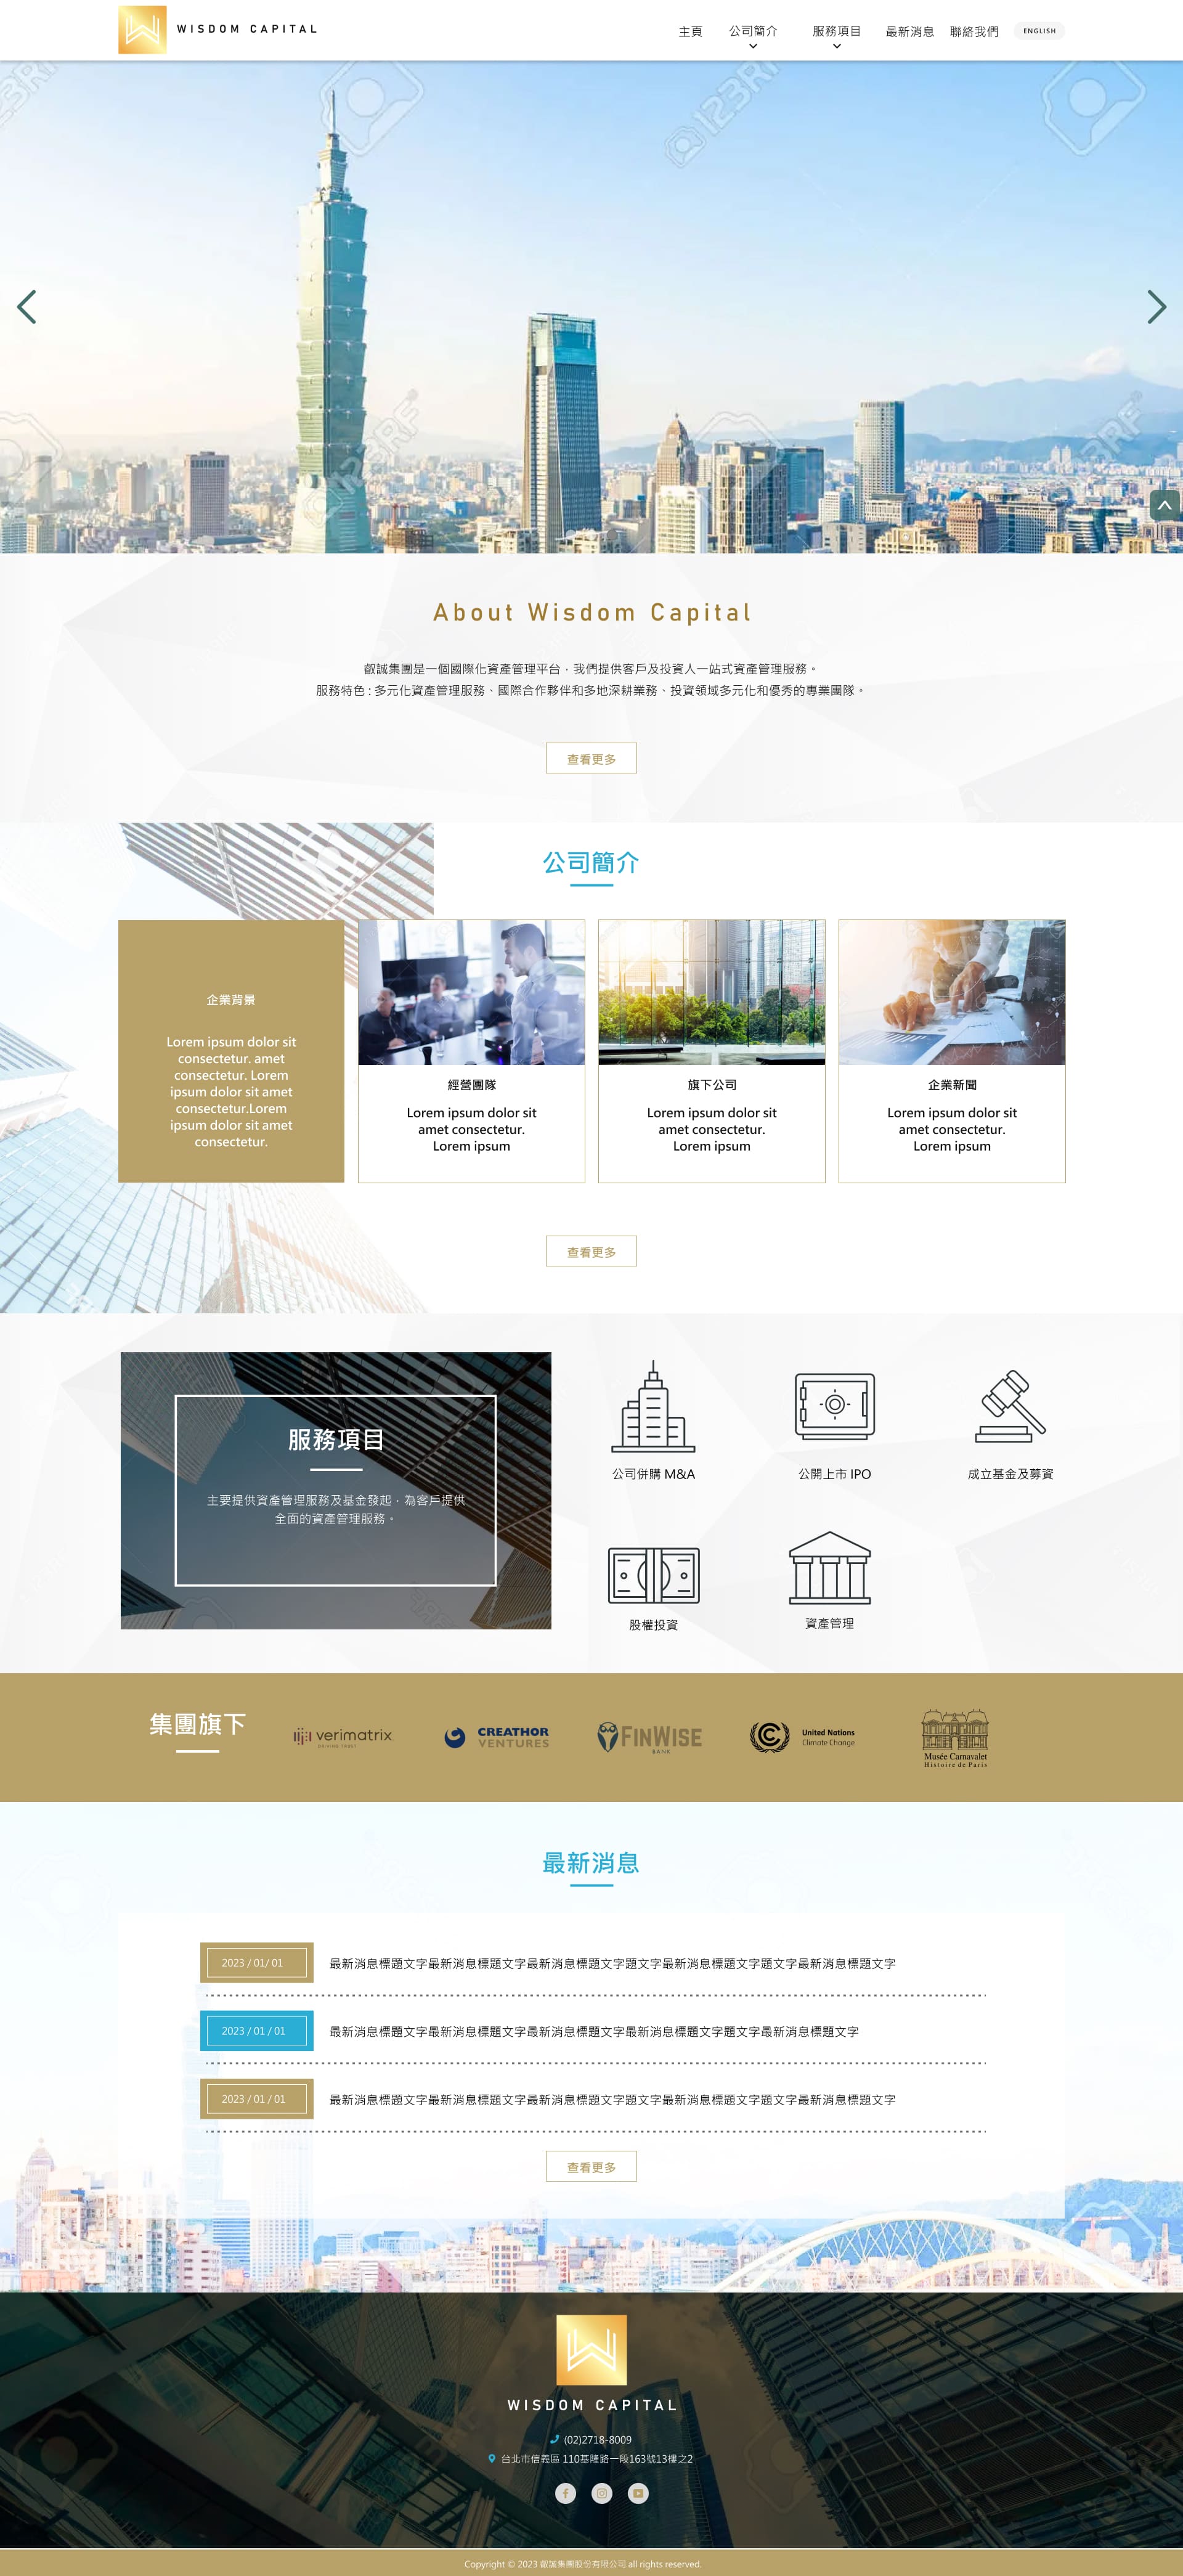 WISDOM CAPITAL
主頁
公司簡介
服務項目
最新消息
聯絡我們
ENGLISH
About Wisdom Capital
叡誠集團是一個國際化資產管理平台，我們提供客戶及投資人一站式資產管理服務。
服務特色 : 多元化資產管理服務、國際合作夥伴和多地深耕業務、投資領域多元化和優秀的專業團隊。
查看更多
公司簡介
企業背景
Lorem ipsum dolor sit
consectetur. amet
consectetur. Lorem
ipsum dolor sit amet
consectetur.Lorem
ipsum dolor sit amet
consectetur.
經營團隊
Lorem ipsum dolor sit
amet consectetur.
Lorem ipsum
旗下公司
Lorem ipsum dolor sit
amet consectetur.
Lorem ipsum
企業新聞
Lorem ipsum dolor sit
amet consectetur.
Lorem ipsum
查看更多
服務項目
主要提供資產管理服務及基金發起，為客戶提供
全面的資產管理服務。
公司併購 M&A
公開上市 IPO
成立基金及募資
股權投資
資產管理
集團旗下
verimatrix
DRIVING TRUST
CREATHOR
VENTURES
FINWISE
BANK
United Nations
Climate Change
Musée Carnavalet
Histoire de Paris
最新消息
2023 / 01/ 01
最新消息標題文字最新消息標題文字最新消息標題文字題文字最新消息標題文字題文字最新消息標題文字
2023 / 01 / 01
最新消息標題文字最新消息標題文字最新消息標題文字最新消息標題文字題文字最新消息標題文字
2023 / 01 / 01
最新消息標題文字最新消息標題文字最新消息標題文字題文字最新消息標題文字題文字最新消息標題文字
查看更多
WISDOM CAPITAL
(02)2718-8009
台北市信義區 110基隆路一段163號13樓之2
Copyright © 2023 叡誠集團股份有限公司 all rights reserved.
123RF
123RF
123RF
123RF